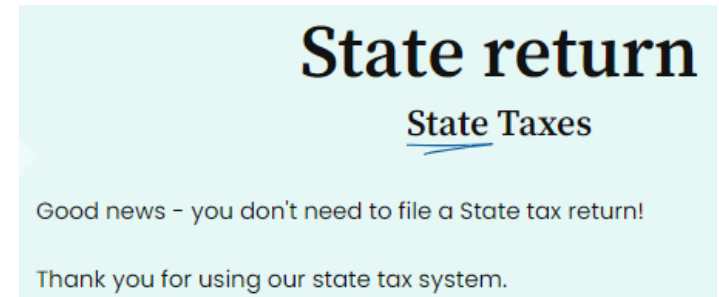 State return
State Taxes
Good news - you don't need to file a State tax return!
Thank you for using our state tax system.